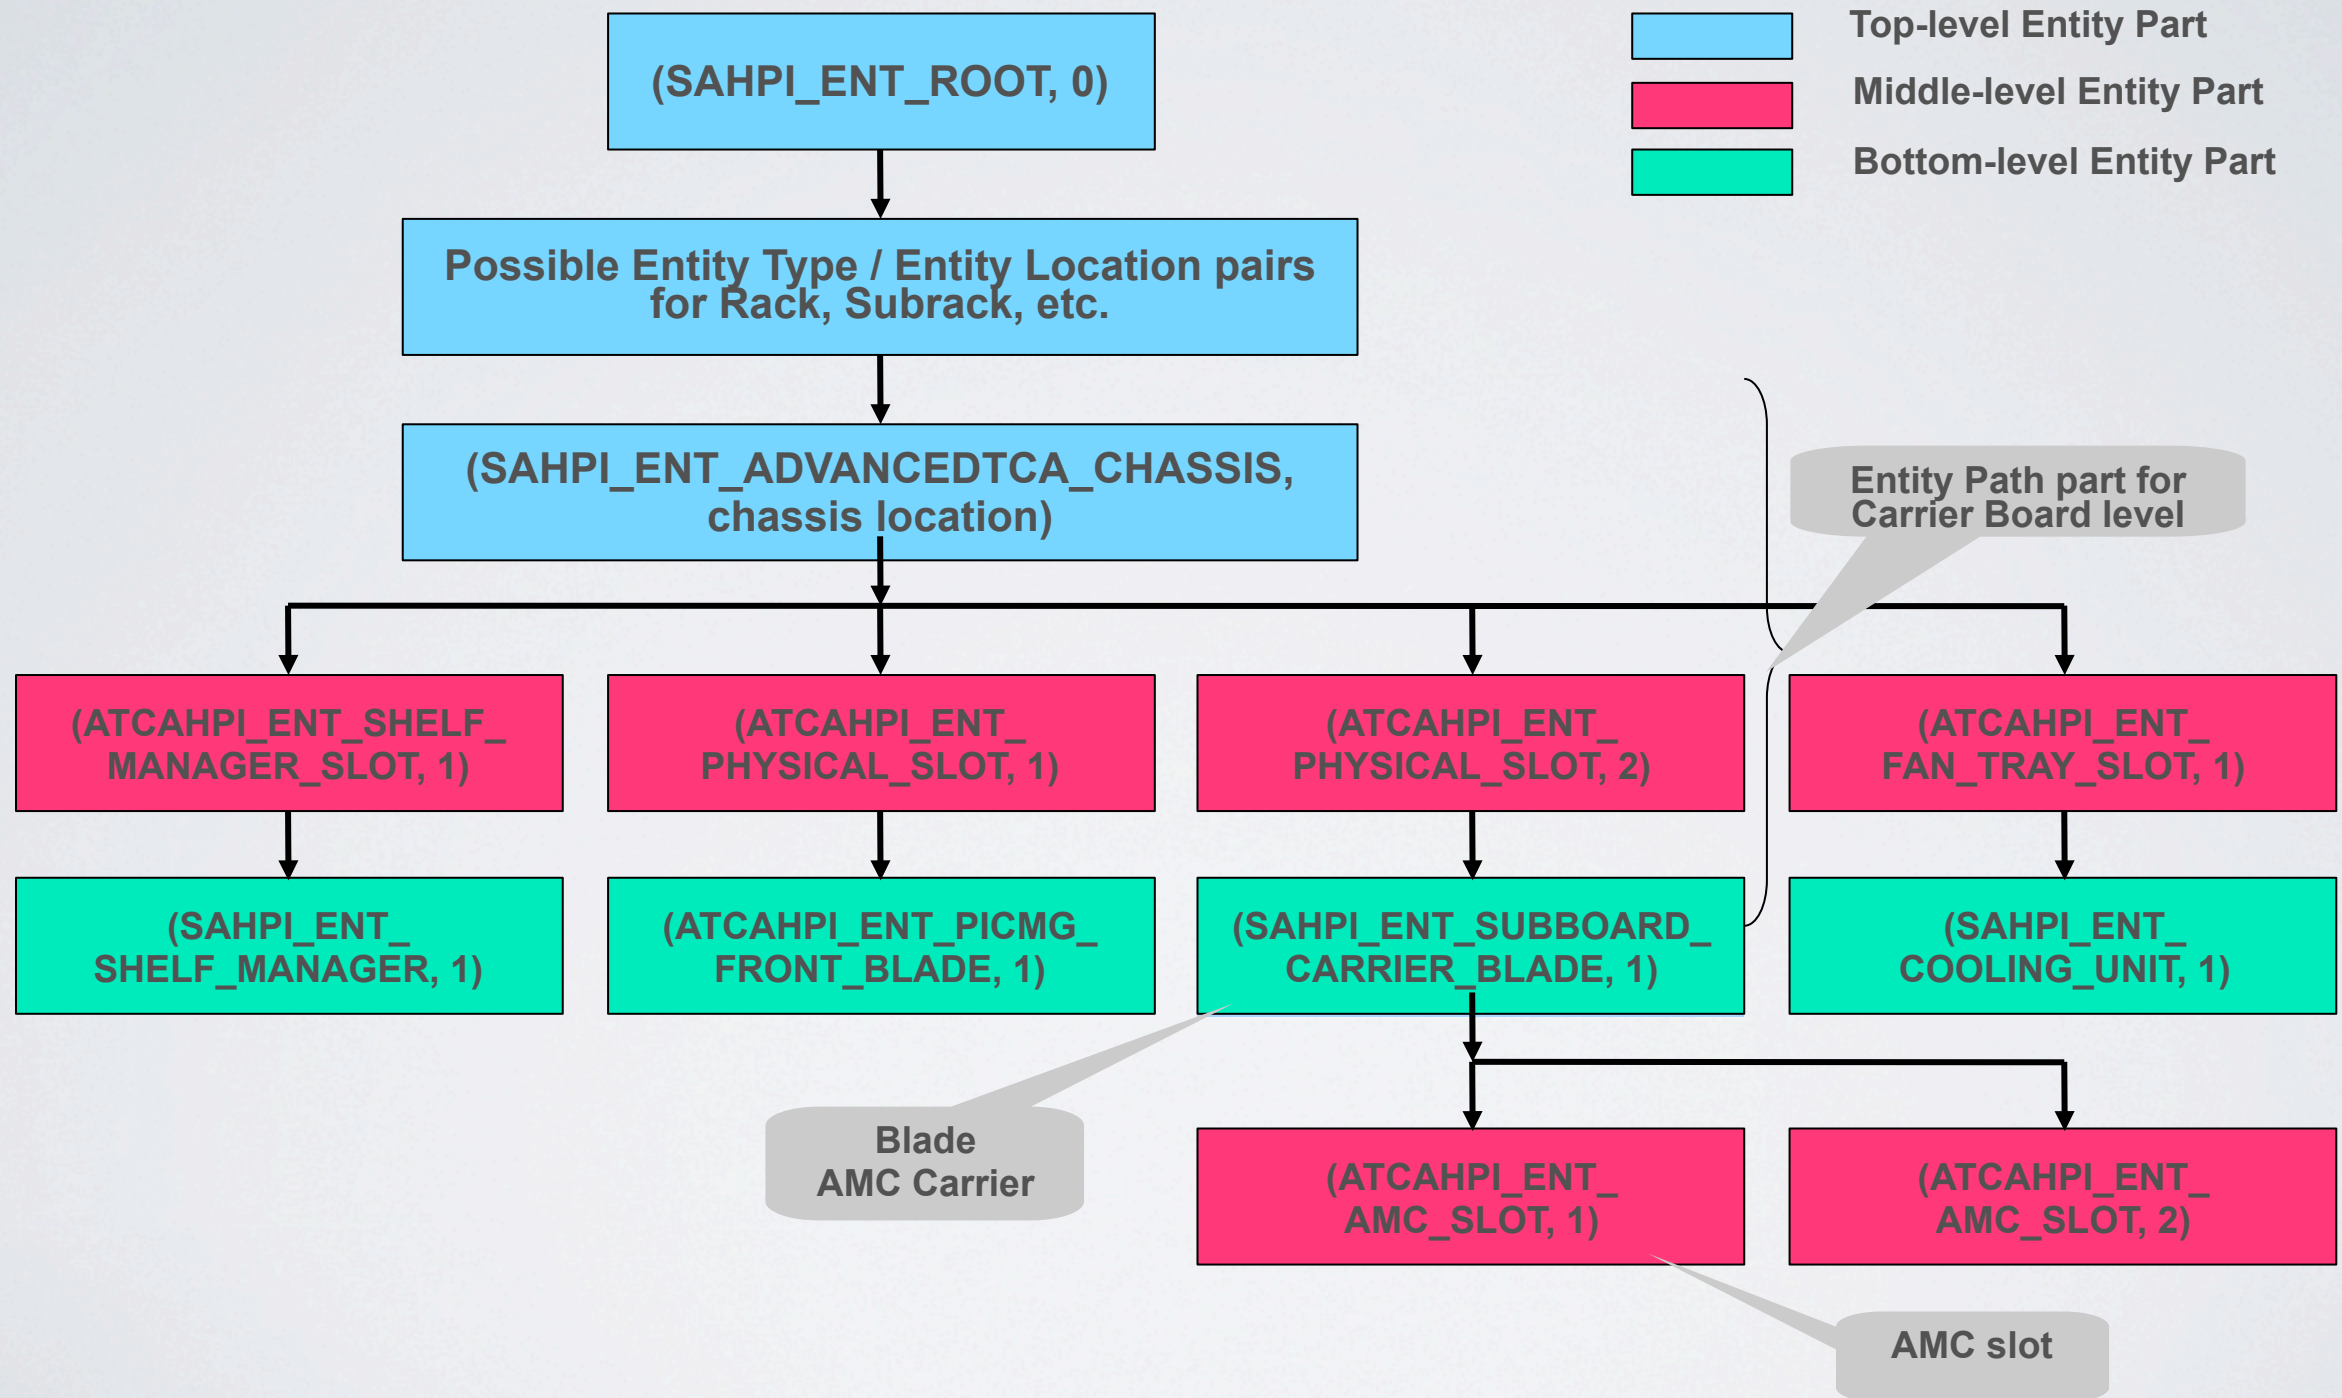 (SAHPI_ENT_ROOT, 0)
Top-level Entity Part
Middle-level Entity Part
Bottom-level Entity Part
Possible Entity Type / Entity Location pairs
for Rack, Subrack, etc.
(SAHPI_ENT_ADVANCEDTCA_CHASSIS,
chassis location)
Entity Path part for
Carrier Board level
(ATCAHPI_ENT_SHELF_
MANAGER_SLOT, 1)
(ATCAHPI_ENT_
PHYSICAL_SLOT, 1)
(ATCAHPI_ENT_
PHYSICAL_SLOT, 2)
(ATCAHPI_ENT_
FAN_TRAY_SLOT, 1)
(SAHPI_ENT_
SHELF_MANAGER, 1)
(ATCAHPI_ENT_PICMG_
FRONT_BLADE, 1)
(SAHPI_ENT_SUBBOARD_
CARRIER_BLADE, 1)
(SAHPI_ENT_
COOLING_UNIT, 1)
Blade
AMC Carrier
(ATCAHPI_ENT_
AMC_SLOT, 1)
(ATCAHPI_ENT_
AMC_SLOT, 2)
AMC slot